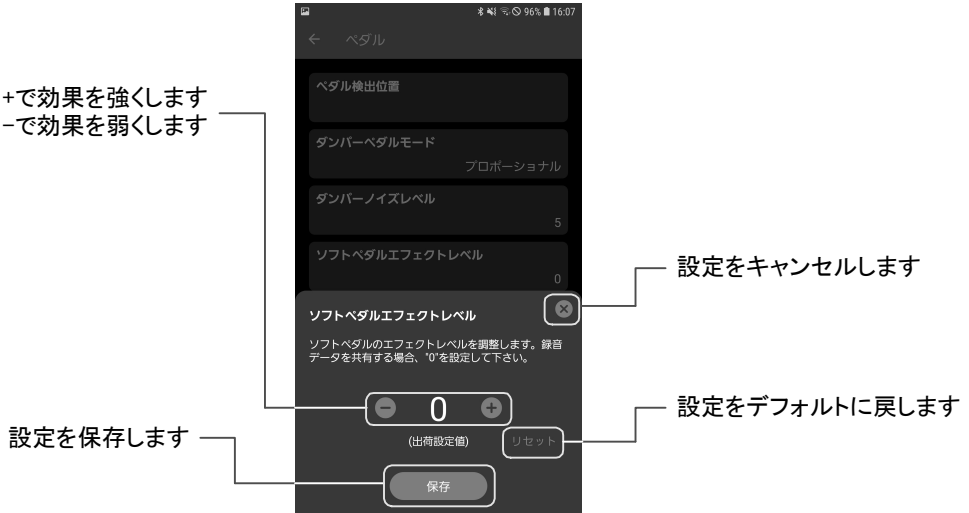 96% 16:07
ペダル
ペダル検出位置
ダンパーペダルモード
プロポーショナル
ダンパーノイズレベル
5
ソフトペダルエフェクトレベル
0
ソフトペダルエフェクトレベル
ソフトペダルのエフェクトレベルを調整します。録音
データを共有する場合、"0"を設定して下さい。
0
(出荷設定値)
リセット
保存
+で効果を強くします
−で効果を弱くします
設定を保存します
設定をキャンセルします
設定をデフォルトに戻します